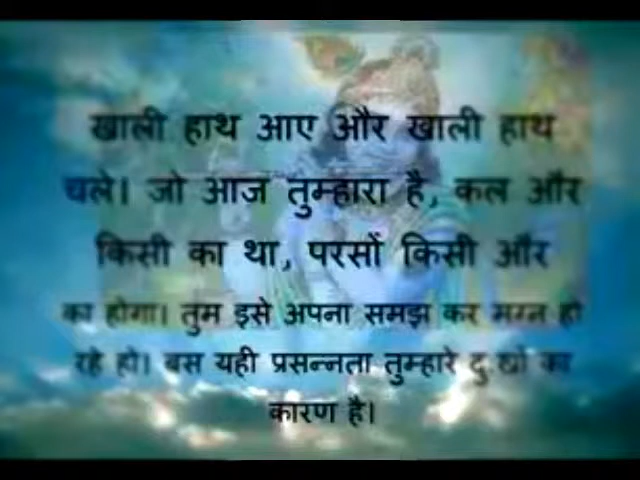 खाली हाथ आए और खाली हाथ
चले। जो आज तुम्हारा है, कल और
किसी का था, परसों किसी और
का होगा। तुम इसे अपना समझ कर मग्न हो
रहे हो। बस यही प्रसन्नता तुम्हारे दु:खों का
कारण है।